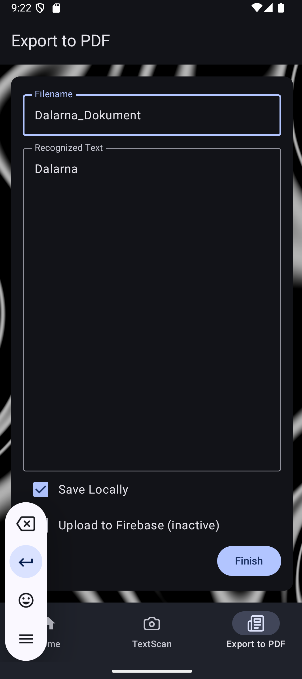 9:22
Export to PDF
Filename
Dalarna_Dokument
Recognized Text
Dalarna
Save Locally
Upload to Firebase (inactive)
Finish
me
TextScan
Export to PDF